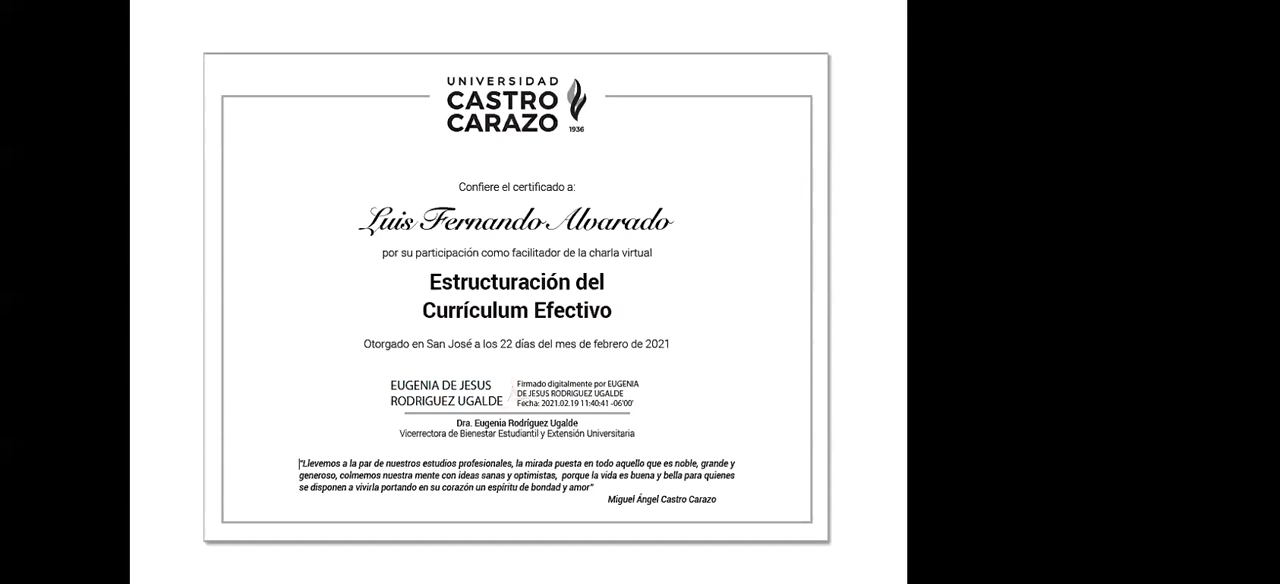 UNIVERSIDAD
CASTRO
CARAZO
1936
Confiere el certificado a:
Luis Fernando Alvarado
por su participación como facilitador de la charla virtual
Estructuración del
Currículum Efectivo
Otorgado en San José a los 22 días del mes de febrero de 2021
EUGENIA DE JESUS
RODRIGUEZ UGALDE
Firmado digitalmente por EUGENIA
DE JESUS RODRIGUEZ UGALDE
Fecha: 2021.02.19 11:40:41 -06'00'
Dra. Eugenia Rodríguez Ugalde
Vicerrectora de Bienestar Estudiantil y Extensión Universitaria
"Llevemos a la par de nuestros estudios profesionales, la mirada puesta en todo aquello que es noble, grande y
generoso, colmemos nuestra mente con ideas sanas y optimistas, porque la vida es buena y bella para quienes
se disponen a vivirla portando en su corazón un espíritu de bondad y amor"
Miguel Ángel Castro Carazo